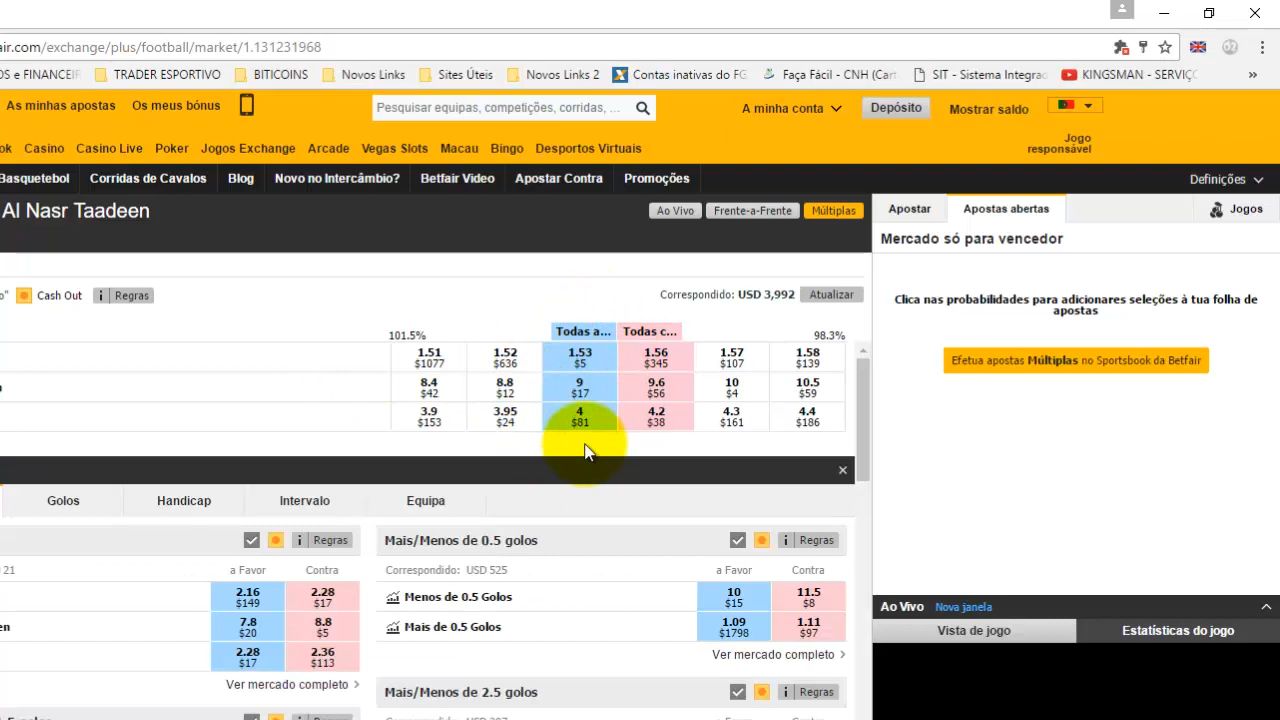 air.com/exchange/plus/football/market/1.131231968
OS e FINANCEIR TRADER ESPORTIVO BITICOINS Novos Links Sites Úteis Novos Links 2 Contas inativas do FG Faça Fácil - CNH (Cart SIT - Sistema Integrac KINGSMAN - SERVIÇ »
As minhas apostas Os meus bónus Pesquisar equipas, competições, corridas, ... A minha conta Depósito Mostrar saldo
ok Casino Casino Live Poker Jogos Exchange Arcade Vegas Slots Macau Bingo Desportos Virtuais
Jogo
responsável
Basquetebol Corridas de Cavalos Blog Novo no Intercâmbio? Betfair Video Apostar Contra Promoções Definições
Al Nasr Taadeen Ao Vivo Frente-a-Frente Múltiplas
Apostar Apostas abertas Jogos
Mercado só para vencedor
o" Cash Out i Regras Correspondido: USD 3,992 Atualizar
Clica nas probabilidades para adicionares seleções à tua folha de
apostas
Efetua apostas Múltiplas no Sportsbook da Betfair
101.5% Todas a... Todas c... 98.3%
1.51 1.52 1.53 1.56 1.57 1.58
$1077 $636 $5 $345 $107 $139
8.4 8.8 9 9.6 10 10.5
$42 $12 $17 $56 $4 $59
3.9 3.95 4 4.2 4.3 4.4
$153 $24 $81 $38 $161 $186
Golos Handicap Intervalo Equipa
i Regras
21 a Favor Contra
2.16 2.28
$149 $17
en 7.8 8.8
$20 $5
2.28 2.36
$17 $113
Ver mercado completo
i Regras
Mais/Menos de 0.5 golos i Regras
Correspondido: USD 525 a Favor Contra
Menos de 0.5 Golos 10 11.5
$15 $8
Mais de 0.5 Golos 1.09 1.11
$1798 $97
Ver mercado completo
Mais/Menos de 2.5 golos i Regras
Ao Vivo Nova janela
Vista de jogo Estatísticas do jogo